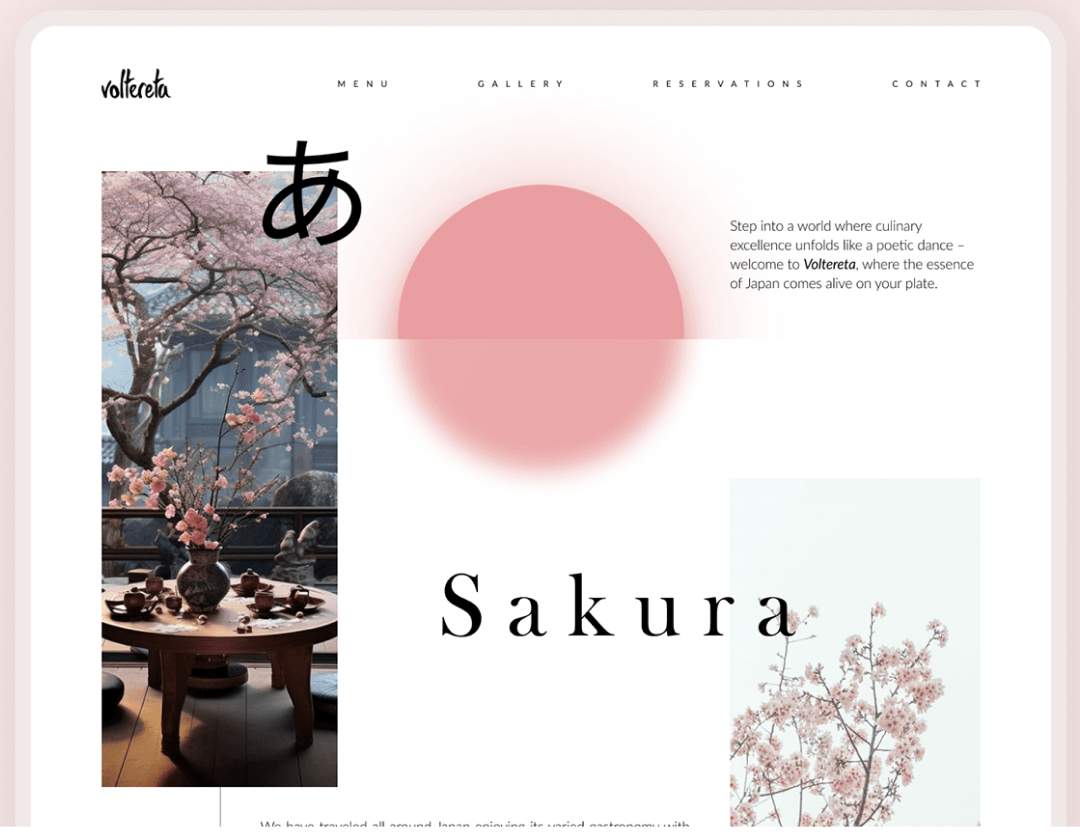 voltereta
MENU
GALLERY
RESERVATIONS
CONTACT
あ
Step into a world where culinary
excellence unfolds like a poetic dance –
welcome to Voltereta, where the essence
of Japan comes alive on your plate.
Sakura
We have traveled all around Japan enjoying its varied gastronomy with